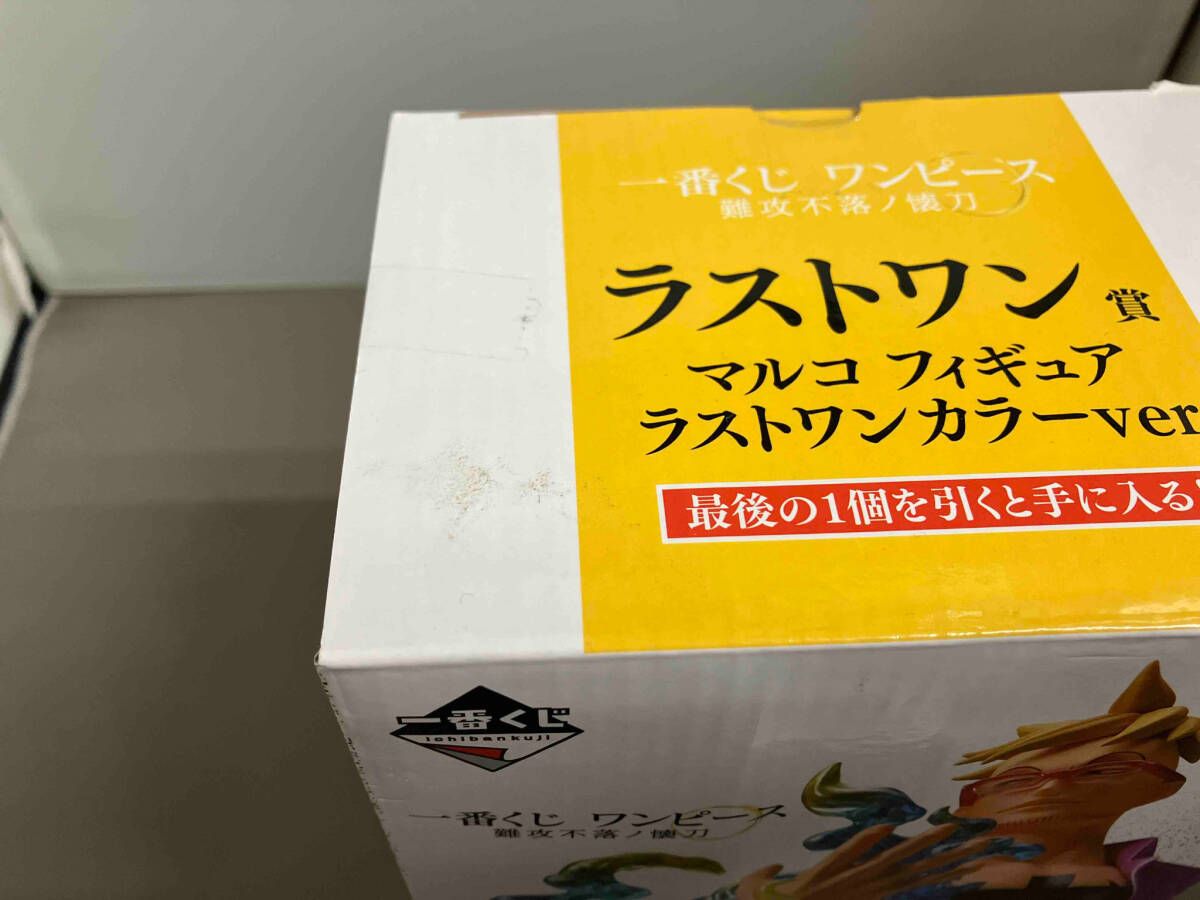 一番くじ ワンピース
難攻不落ノ懐刀
ラストワン賞
マルコ フィギュア
ラストワンカラーver
最後の1個を引くと手に入る!
一番くじ
ichibankuji
一番くじ ワンピース
難攻不落ノ懐刀